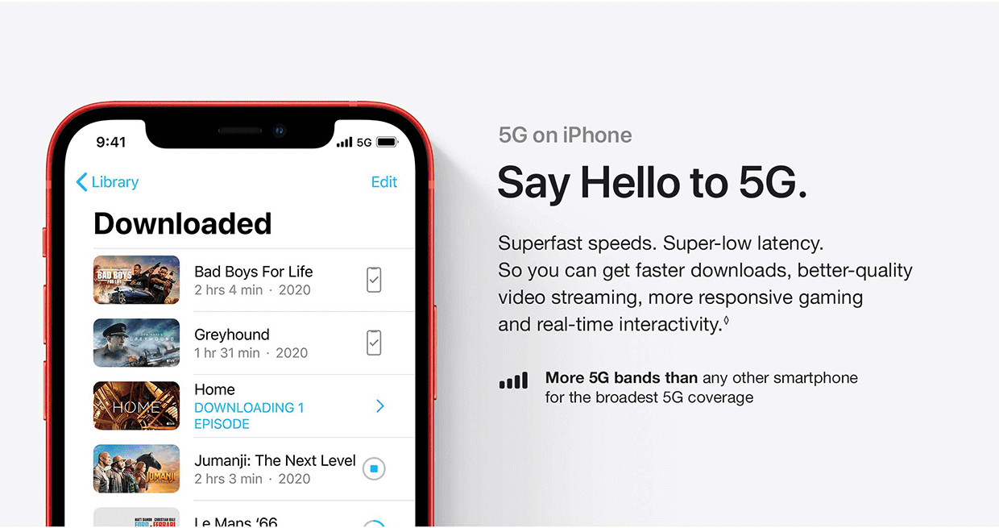 9:41
5G
Library
Edit
Downloaded
BAD BOYS
FOR LIFE
Bad Boys For Life
2 hrs 4 min · 2020
GREYHOUND
Greyhound
1 hr 31 min · 2020
HOME
Home
DOWNLOADING 1
EPISODE
JUMANJI
Jumanji: The Next Level
2 hrs 3 min · 2020
MATT DAMON CHRISTIAN BALE
FORD v FERRARI
Le Mans ‘66
5G on iPhone
Say Hello to 5G.
Superfast speeds. Super-low latency.
So you can get faster downloads, better-quality
video streaming, more responsive gaming
and real-time interactivity.◊
More 5G bands than any other smartphone
for the broadest 5G coverage